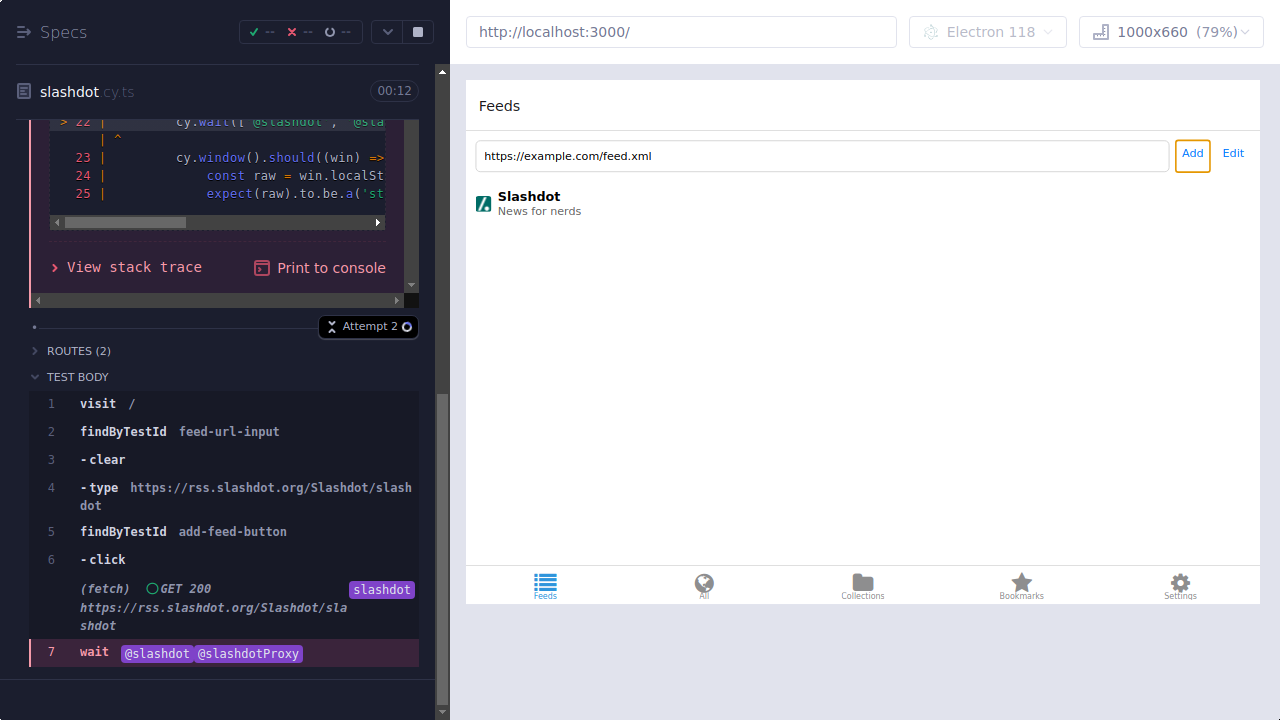 Specs
--
--
--
slashdot.cy.ts
00:12
> 22 | cy.wait(['@slashdot', '@sla
| ^
23 | cy.window().should((win) =>
24 | const raw = win.localSt
25 | expect(raw).to.be.a('st
View stack trace
Print to console
Attempt 2
ROUTES (2)
TEST BODY
1 visit /
2 findByTestId feed-url-input
3 -clear
4 -type https://rss.slashdot.org/Slashdot/slash
dot
5 findByTestId add-feed-button
6 -click
(fetch) GET 200 slashdot
https://rss.slashdot.org/Slashdot/sla
shdot
7 wait @slashdot @slashdotProxy
http://localhost:3000/
Electron 118
1000x660 (79%)
Feeds
https://example.com/feed.xml
Add
Edit
Slashdot
News for nerds
Feeds
All
Collections
Bookmarks
Settings